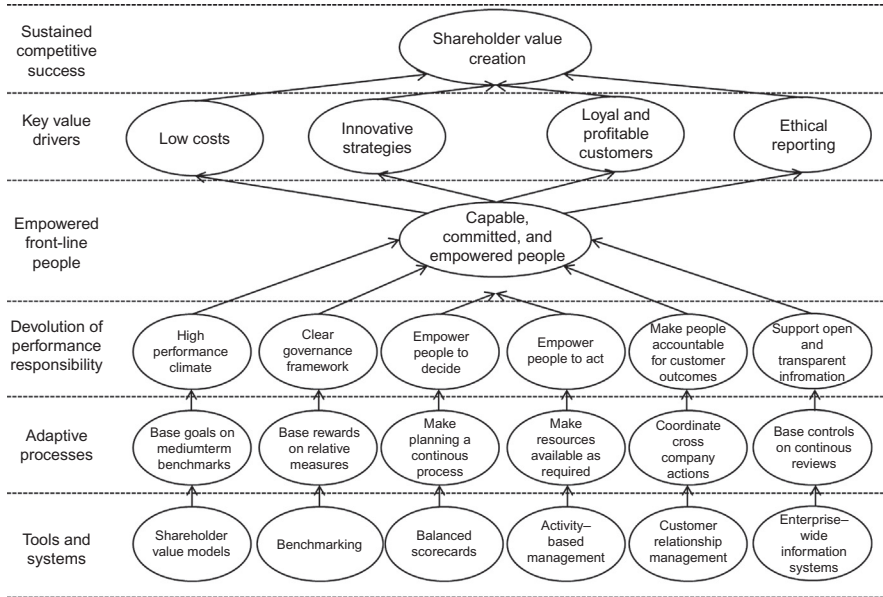 Sustained
competitive
success
Shareholder value
creation
Key value
drivers
Low costs
Innovative
strategies
Loyal and
profitable
customers
Ethical
reporting
Empowered
front-line
people
Capable,
committed, and
empowered people
Devolution of
performance
responsibility
High
performance
climate
Clear
governance
framework
Empower
people to
decide
Empower
people to act
Make people
accountable
for customer
outcomes
Support open
and
transparent
infromation
Adaptive
processes
Base goals on
mediumterm
benchmarks
Base rewards
on relative
measures
Make
planning a
continous
process
Make
resources
available as
required
Coordinate
cross
company
actions
Base controls
on continous
reviews
Tools and
systems
Shareholder
value models
Benchmarking
Balanced
scorecards
Activity–
based
management
Customer
relationship
management
Enterprise–
wide
information
systems